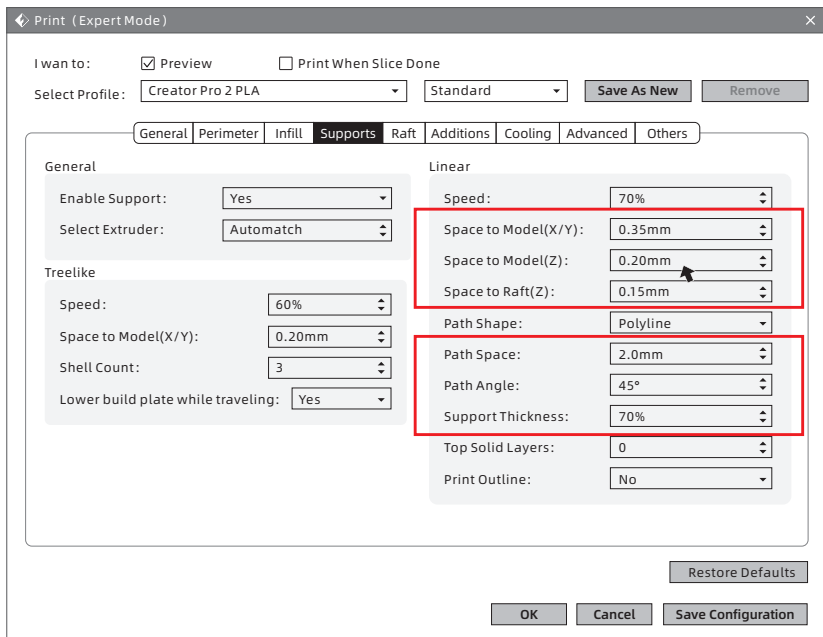 Print (Expert Mode)
I wan to: Preview Print When Slice Done
Select Profile: Creator Pro 2 PLA Standard Save As New Remove
General Perimeter Infill Supports Raft Additions Cooling Advanced Others
General
Enable Support: Yes
Select Extruder: Automatch
Treelike
Speed: 60%
Space to Model(X/Y): 0.20mm
Shell Count: 3
Lower build plate while traveling: Yes
Linear
Speed: 70%
Space to Model(X/Y): 0.35mm
Space to Model(Z): 0.20mm
Space to Raft(Z): 0.15mm
Path Shape: Polyline
Path Space: 2.0mm
Path Angle: 45°
Support Thickness: 70%
Top Solid Layers: 0
Print Outline: No
Restore Defaults
OK Cancel Save Configuration